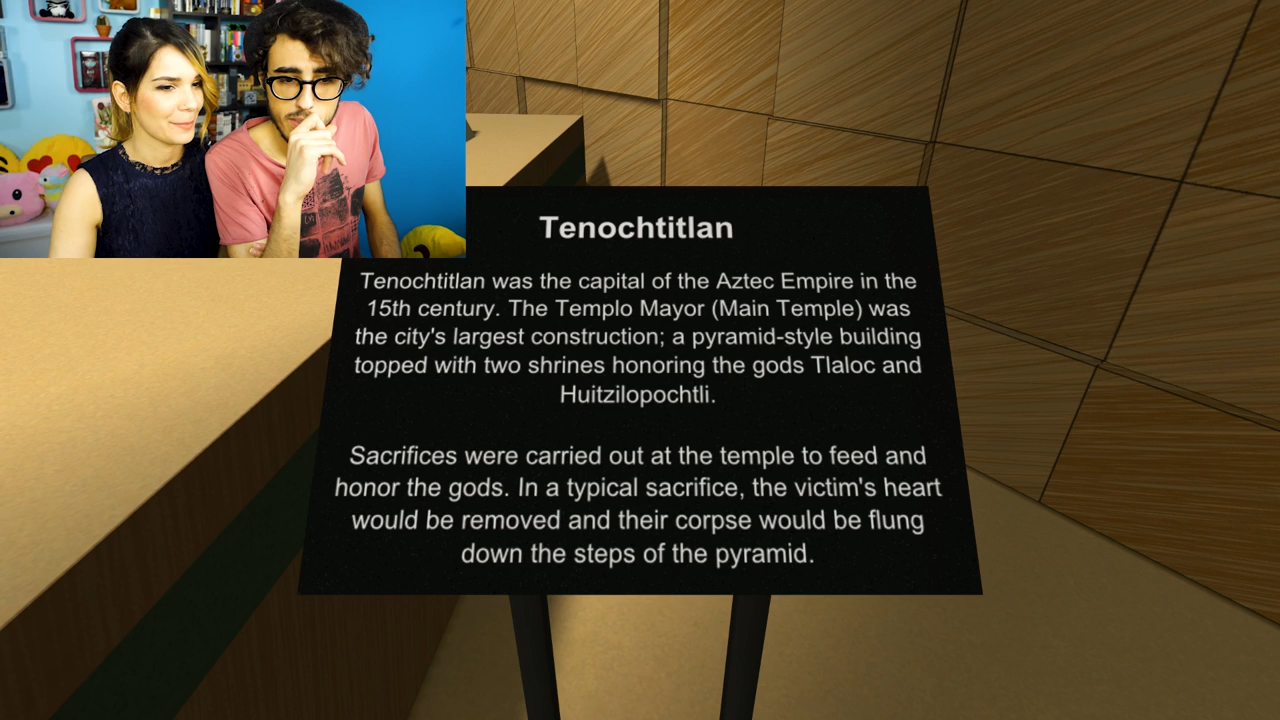 Tenochtitlan
Tenochtitlan was the capital of the Aztec Empire in the
15th century. The Templo Mayor (Main Temple) was
the city's largest construction; a pyramid-style building
topped with two shrines honoring the gods Tlaloc and
Huitzilopochtli.
Sacrifices were carried out at the temple to feed and
honor the gods. In a typical sacrifice, the victim's heart
would be removed and their corpse would be flung
down the steps of the pyramid.